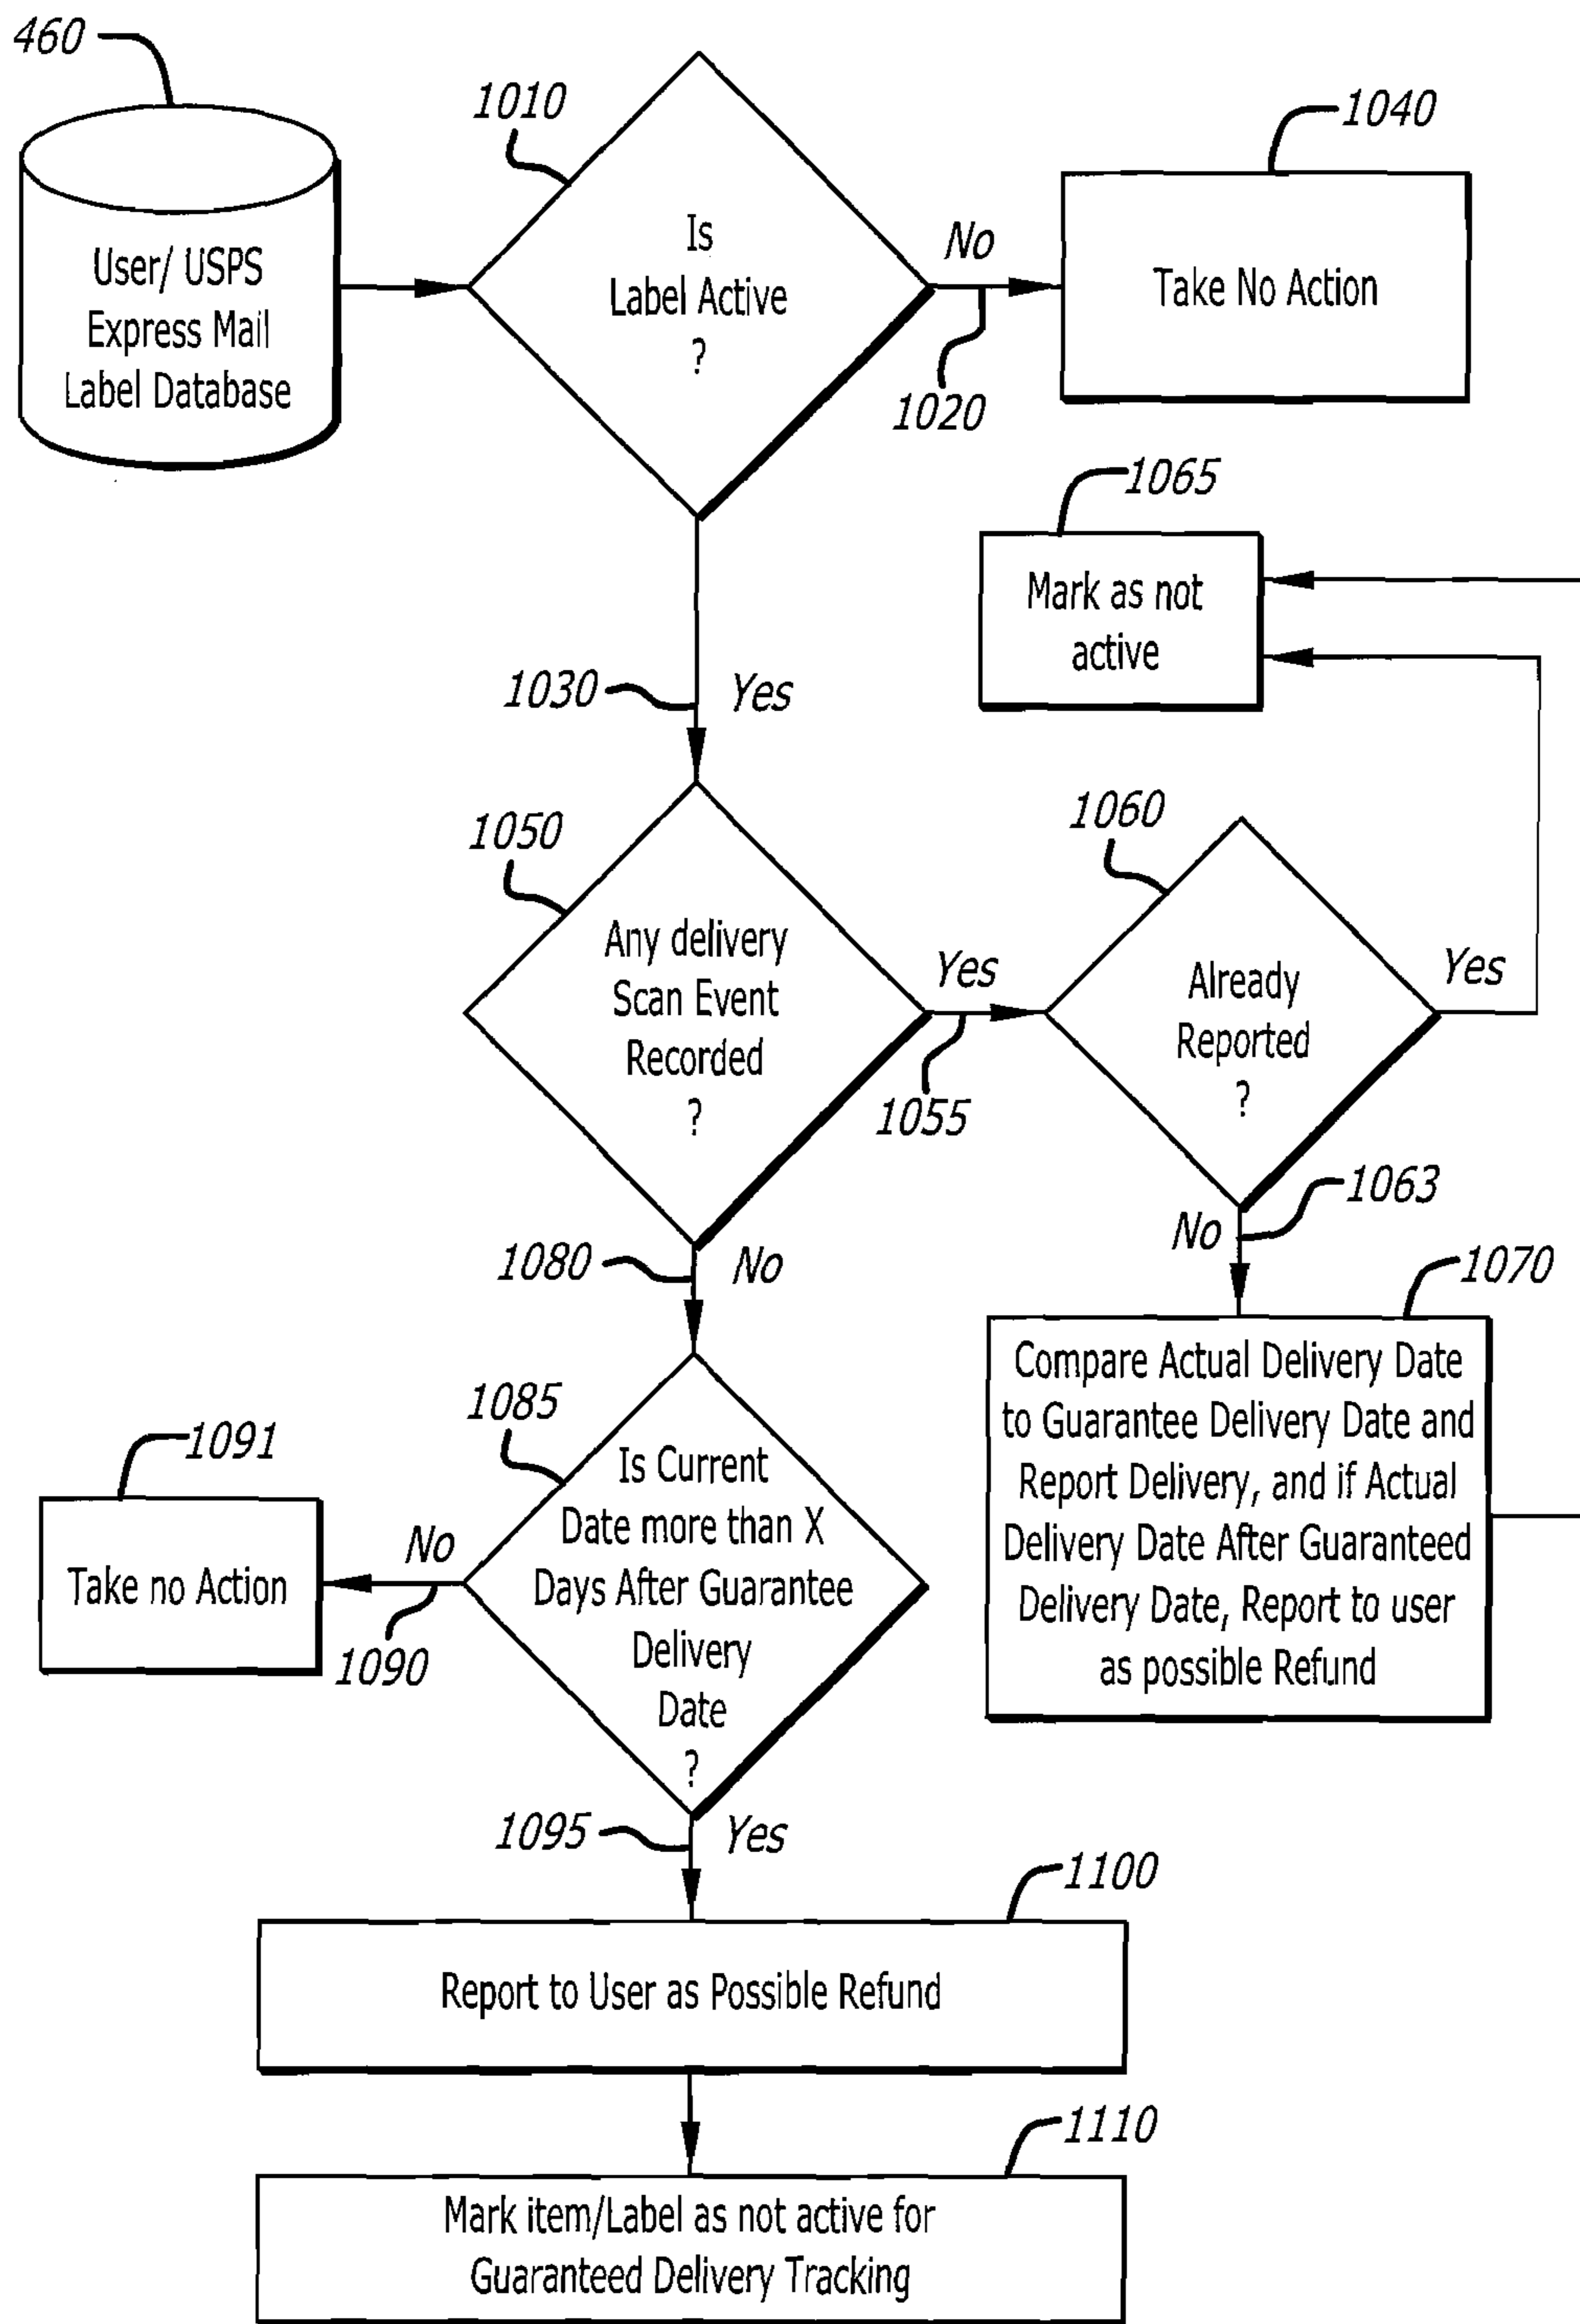 460
1010
1040
User/ USPS
Express Mail
Label Database
Is
Label Active
?
No
Take No Action
1020
1065
Mark as not
active
1030
Yes
1050
1060
Any delivery
Scan Event
Recorded
?
Yes
1055
Already
Reported
?
Yes
1063
No
1080
No
1070
Compare Actual Delivery Date
to Guarantee Delivery Date and
Report Delivery, and if Actual
Delivery Date After Guaranteed
Delivery Date, Report to user
as possible Refund
1085
Is Current
Date more than X
Days After Guarantee
Delivery
Date
?
1091
Take no Action
No
1090
1095
Yes
1100
Report to User as Possible Refund
1110
Mark item/Label as not active for
Guaranteed Delivery Tracking